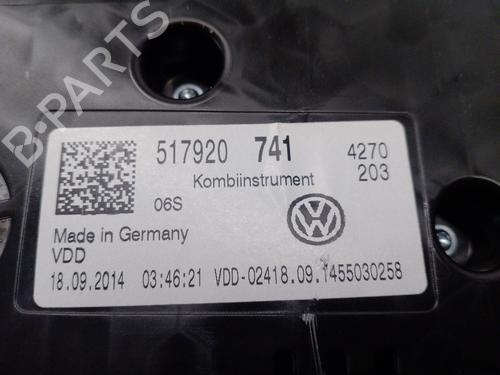 B-PARTS
517920 741 4270
Kombiinstrument 203
06S
Made in Germany
VDD
18.09.2014 03:46:21 VDD-02418.09.1455030258